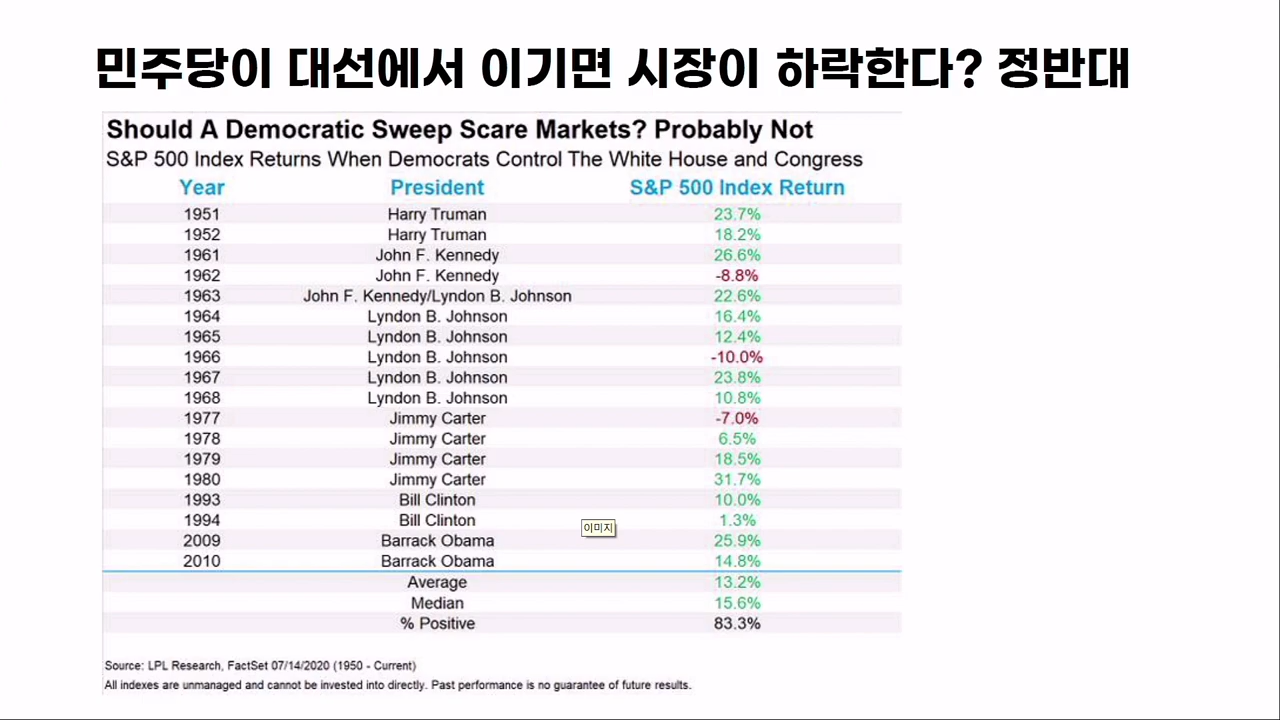 민주당이 대선에서 이기면 시장이 하락한다? 정반대
Should A Democratic Sweep Scare Markets? Probably Not
S&P 500 Index Returns When Democrats Control The White House and Congress
Year President S&P 500 Index Return
1951 Harry Truman 23.7%
1952 Harry Truman 18.2%
1961 John F. Kennedy 26.6%
1962 John F. Kennedy -8.8%
1963 John F. Kennedy/Lyndon B. Johnson 22.6%
1964 Lyndon B. Johnson 16.4%
1965 Lyndon B. Johnson 12.4%
1966 Lyndon B. Johnson -10.0%
1967 Lyndon B. Johnson 23.8%
1968 Lyndon B. Johnson 10.8%
1977 Jimmy Carter -7.0%
1978 Jimmy Carter 6.5%
1979 Jimmy Carter 18.5%
1980 Jimmy Carter 31.7%
1993 Bill Clinton 10.0%
1994 Bill Clinton 1.3%
이미지
2009 Barrack Obama 25.9%
2010 Barrack Obama 14.8%
Average 13.2%
Median 15.6%
% Positive 83.3%
Source: LPL Research, FactSet 07/14/2020 (1950 - Current)
All indexes are unmanaged and cannot be invested into directly. Past performance is no guarantee of future results.